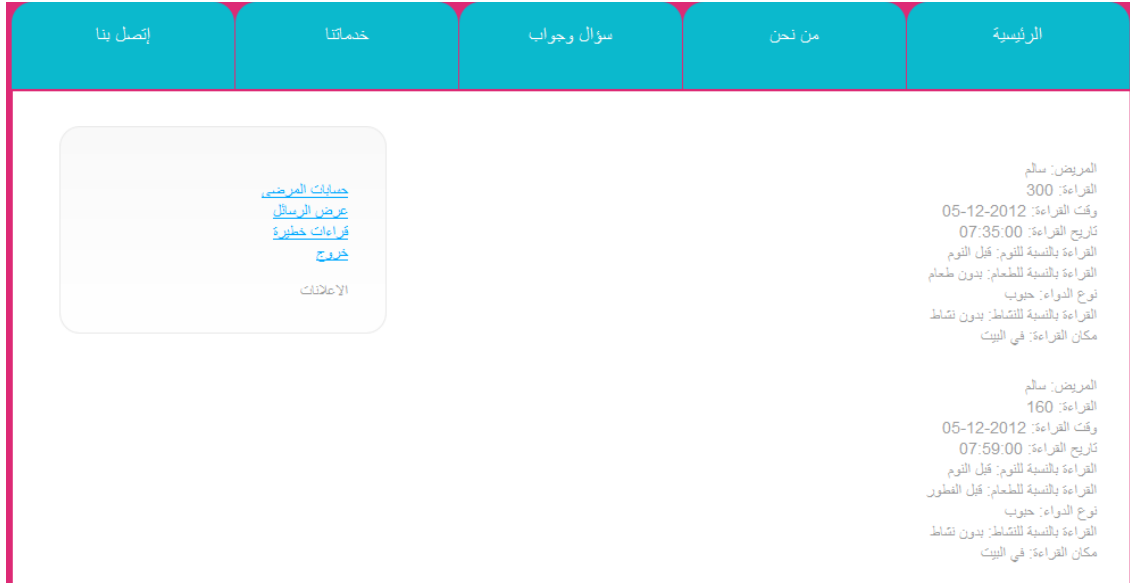 الرئيسية
من نحن
سؤال وجواب
خدماتنا
إتصل بنا
المريض: سالم
القراءة: 300
وقت القراءة: 2012-12-05
تاريح القراءة: 07:35:00
القراءة بالنسبة للنوم: قبل النوم
القراءة بالنسبة للطعام: بدون طعام
نوع الدواء: حبوب
القراءة بالنسبة للنشاط: بدون نشاط
مكان القراءة: في البيت
المريض: سالم
القراءة: 160
وقت القراءة: 2012-12-05
تاريح القراءة: 07:59:00
القراءة بالنسبة للنوم: قبل النوم
القراءة بالنسبة للطعام: قبل الفطور
نوع الدواء: حبوب
القراءة بالنسبة للنشاط: بدون نشاط
مكان القراءة: في البيت
حسابات المرضى
عرض الرسائل
قراءات خطيرة
خروج
الاعلانات